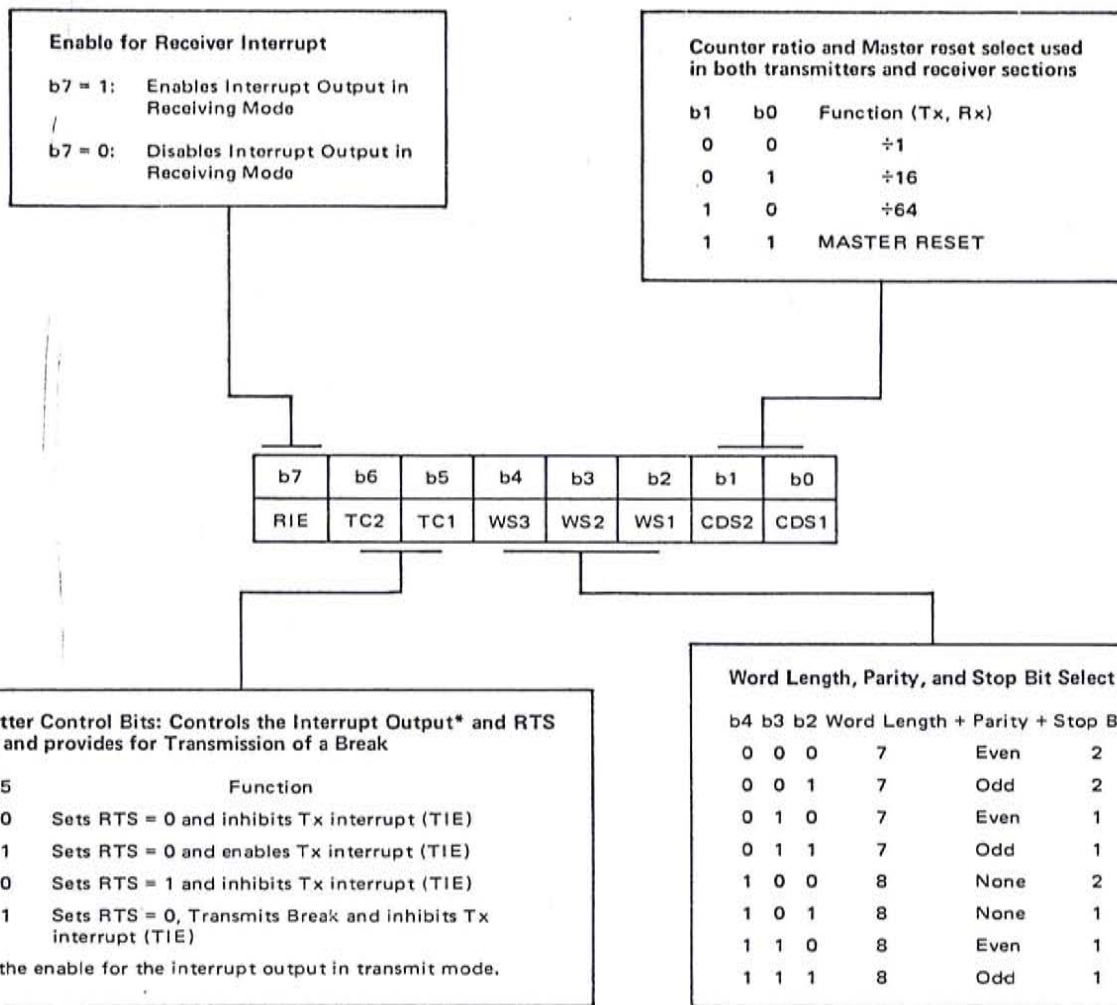 Enable for Receiver Interrupt
b7 = 1: Enables Interrupt Output in
Receiving Mode
b7 = 0: Disables Interrupt Output in
Receiving Mode
Counter ratio and Master reset select used
in both transmitters and receiver sections
b1 b0 Function (Tx, Rx)
0 0 ÷1
0 1 ÷16
1 0 ÷64
1 1 MASTER RESET
b7 b6 b5 b4 b3 b2 b1 b0
RIE TC2 TC1 WS3 WS2 WS1 CDS2 CDS1
tter Control Bits: Controls the Interrupt Output* and RTS
and provides for Transmission of a Break
5 Function
0 Sets RTS = 0 and inhibits Tx interrupt (TIE)
1 Sets RTS = 0 and enables Tx interrupt (TIE)
0 Sets RTS = 1 and inhibits Tx interrupt (TIE)
1 Sets RTS = 0, Transmits Break and inhibits Tx
interrupt (TIE)
the enable for the interrupt output in transmit mode.
Word Length, Parity, and Stop Bit Select
b4 b3 b2 Word Length + Parity + Stop B
0 0 0 7 Even 2
0 0 1 7 Odd 2
0 1 0 7 Even 1
0 1 1 7 Odd 1
1 0 0 8 None 2
1 0 1 8 None 1
1 1 0 8 Even 1
1 1 1 8 Odd 1